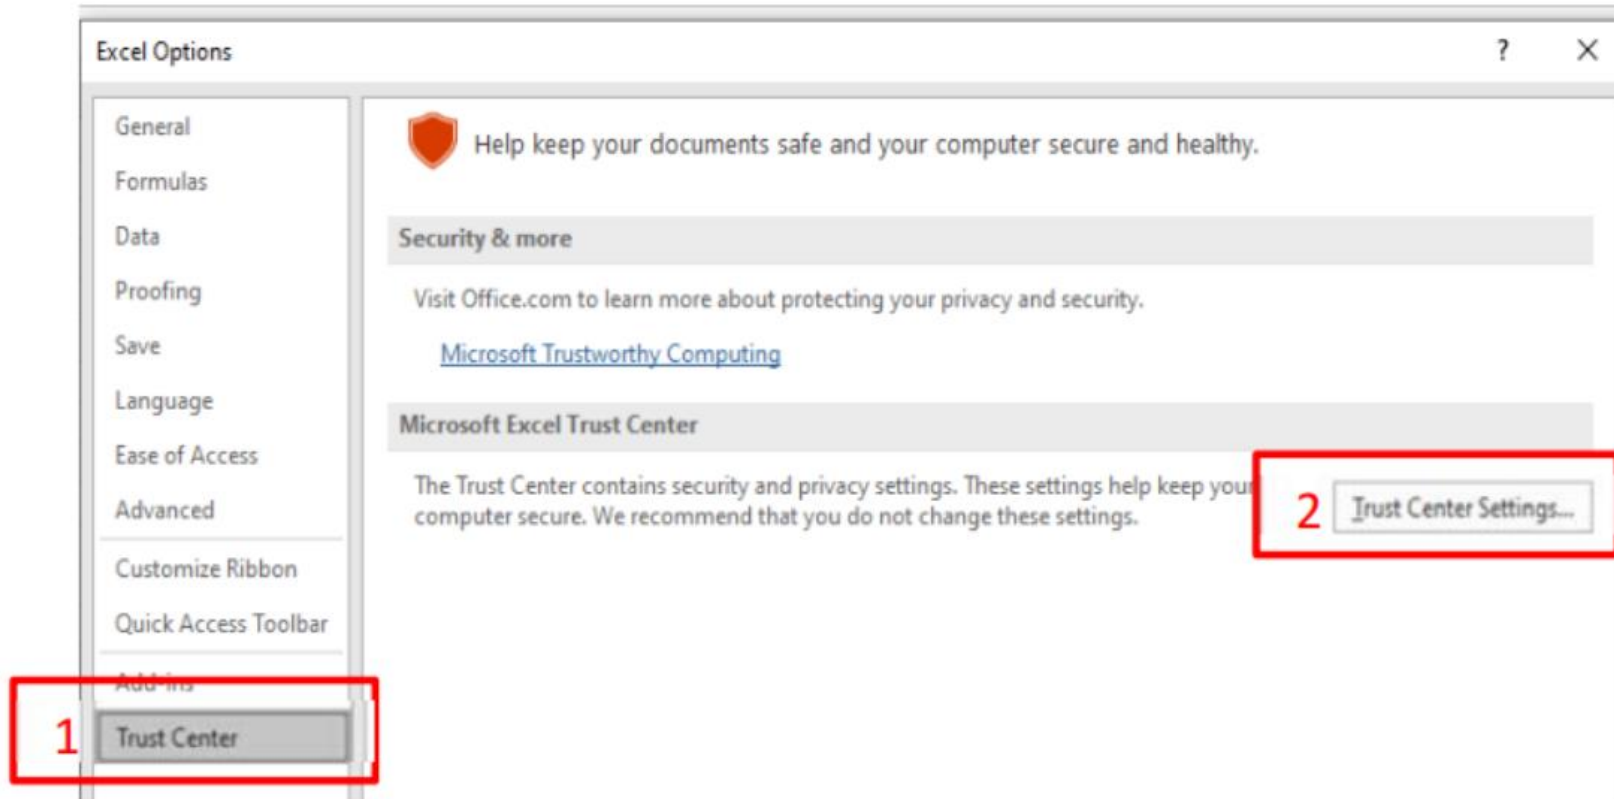 Excel Options
?
General
Formulas
Data
Proofing
Save
Language
Ease of Access
Advanced
Customize Ribbon
Quick Access Toolbar
Add-ins
1
Trust Center
Help keep your documents safe and your computer secure and healthy.
Security & more
Visit Office.com to learn more about protecting your privacy and security.
Microsoft Trustworthy Computing
Microsoft Excel Trust Center
The Trust Center contains security and privacy settings. These settings help keep your
computer secure. We recommend that you do not change these settings.
2
Trust Center Settings...